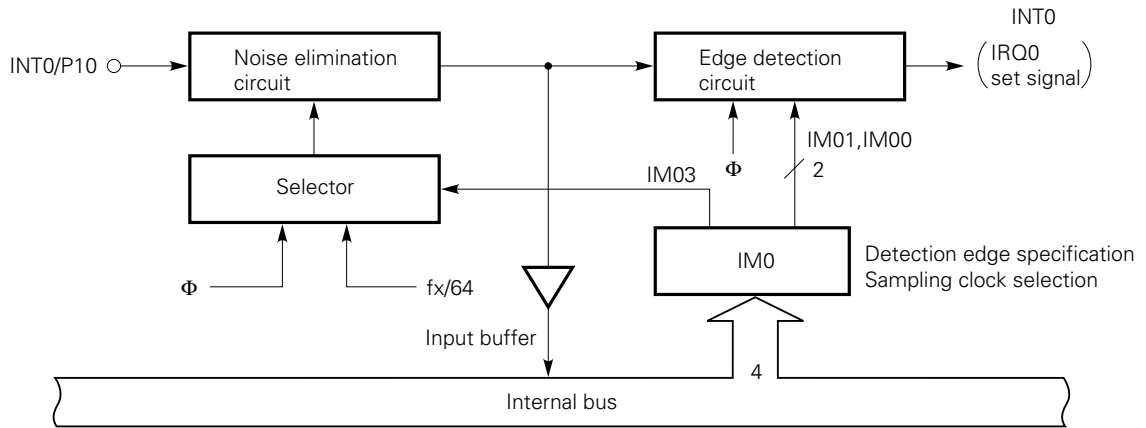 INT0
INT0/P10
Noise elimination
circuit
Edge detection
circuit
(IRQ0
set signal)
IM01,IM00
2
Φ
Selector
IM03
IM0
Detection edge specification
Sampling clock selection
Φ
fx/64
Input buffer
4
Internal bus